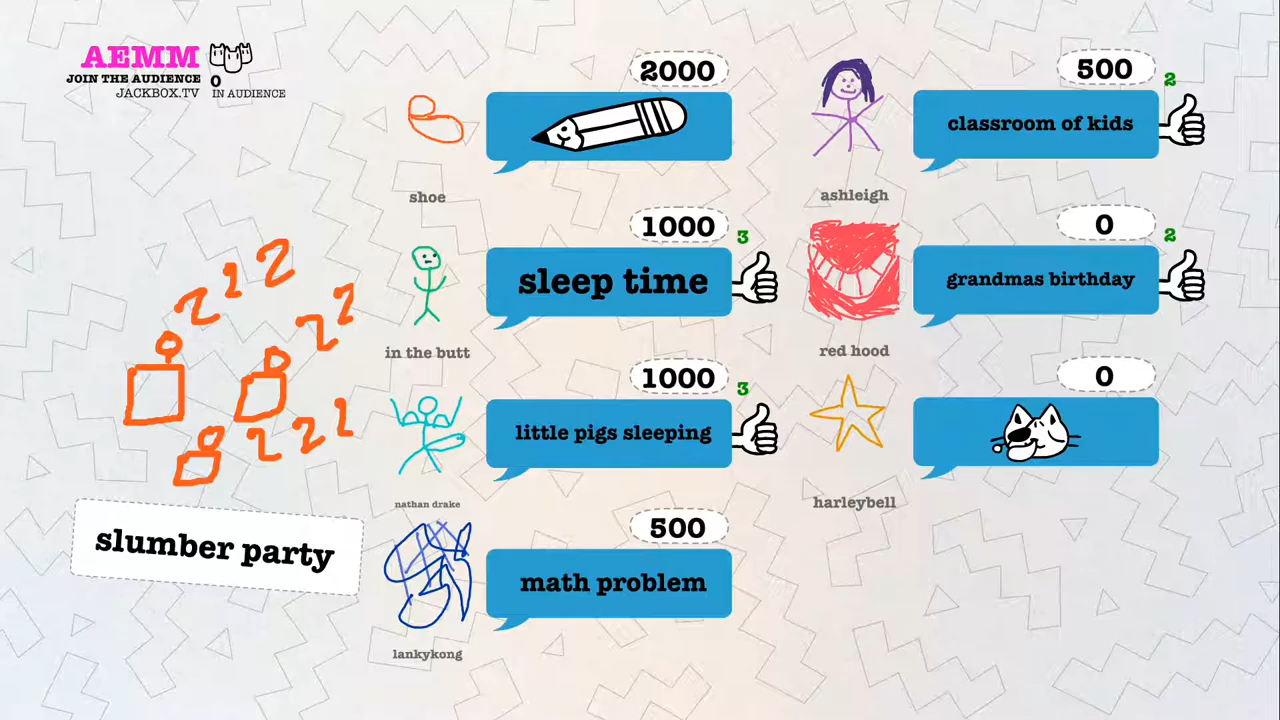 AEMM
JOIN THE AUDIENCE
JACKBOX.TV
0
IN AUDIENCE
z z z
z z
z z z
slumber party
2000
shoe
1000
3
sleep time
in the butt
1000
3
little pigs sleeping
nathan drake
500
math problem
lankykong
500
2
classroom of kids
ashleigh
0
2
grandmas birthday
red hood
0
harleybell